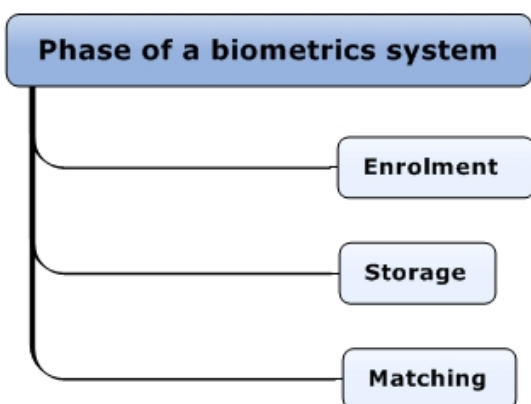 Phase of a biometrics system
Enrolment
Storage
Matching